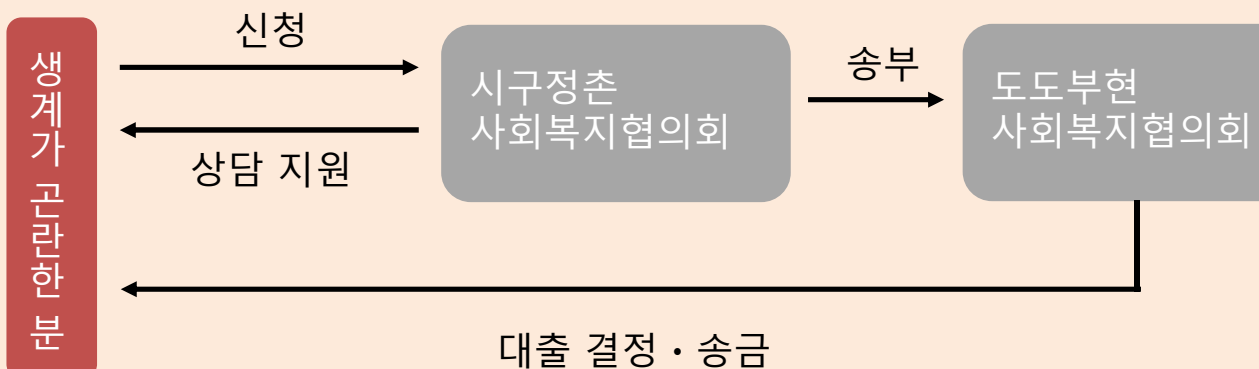 생계가 곤란한 분
신청
상담 지원
시구정촌
사회복지협의회
송부
도도부현
사회복지협의회
대출 결정・송금